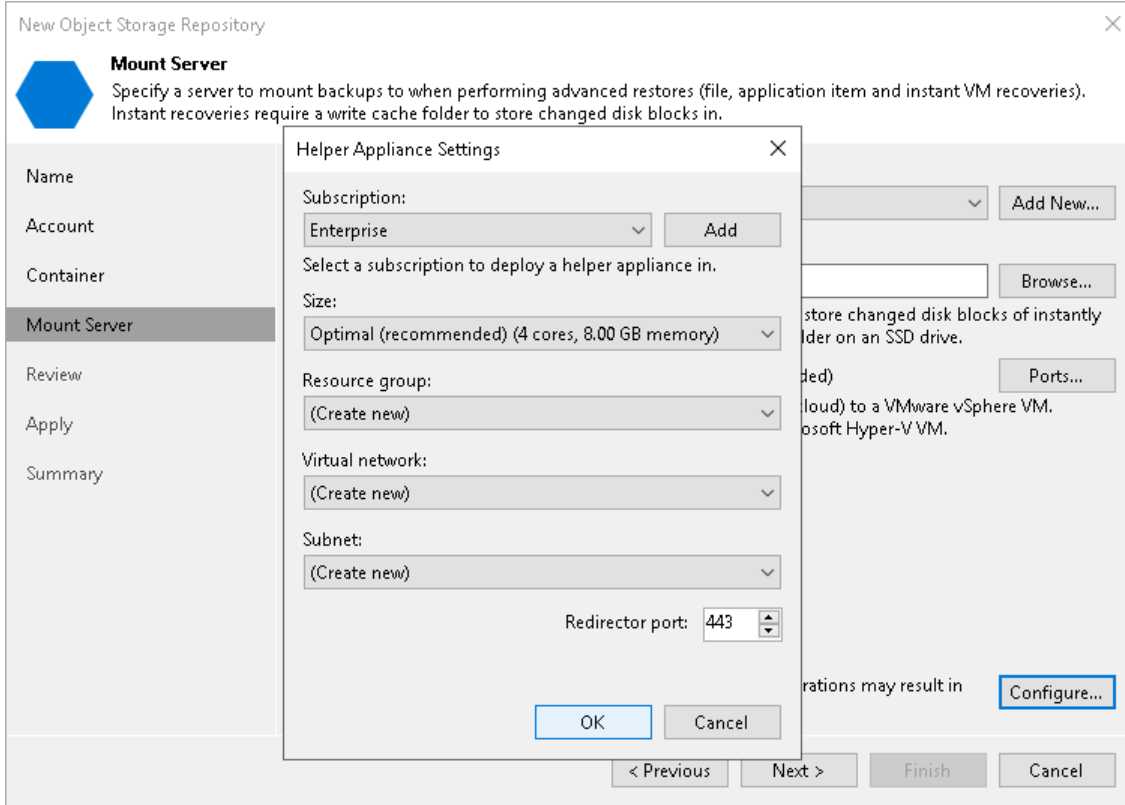 New Object Storage Repository
Mount Server
Specify a server to mount backups to when performing advanced restores (file, application item and instant VM recoveries).
Instant recoveries require a write cache folder to store changed disk blocks in.
Name
Account
Container
Mount Server
Review
Apply
Summary
Helper Appliance Settings
Subscription:
Enterprise
Add
Select a subscription to deploy a helper appliance in.
Size:
Optimal (recommended) (4 cores, 8.00 GB memory)
Resource group:
(Create new)
Virtual network:
(Create new)
Subnet:
(Create new)
Redirector port: 443
OK
Cancel
Add New...
Browse...
store changed disk blocks of instantly
lder on an SSD drive.
ded)
Ports...
cloud) to a VMware vSphere VM.
osoft Hyper-V VM.
rations may result in
Configure...
< Previous
Next >
Finish
Cancel